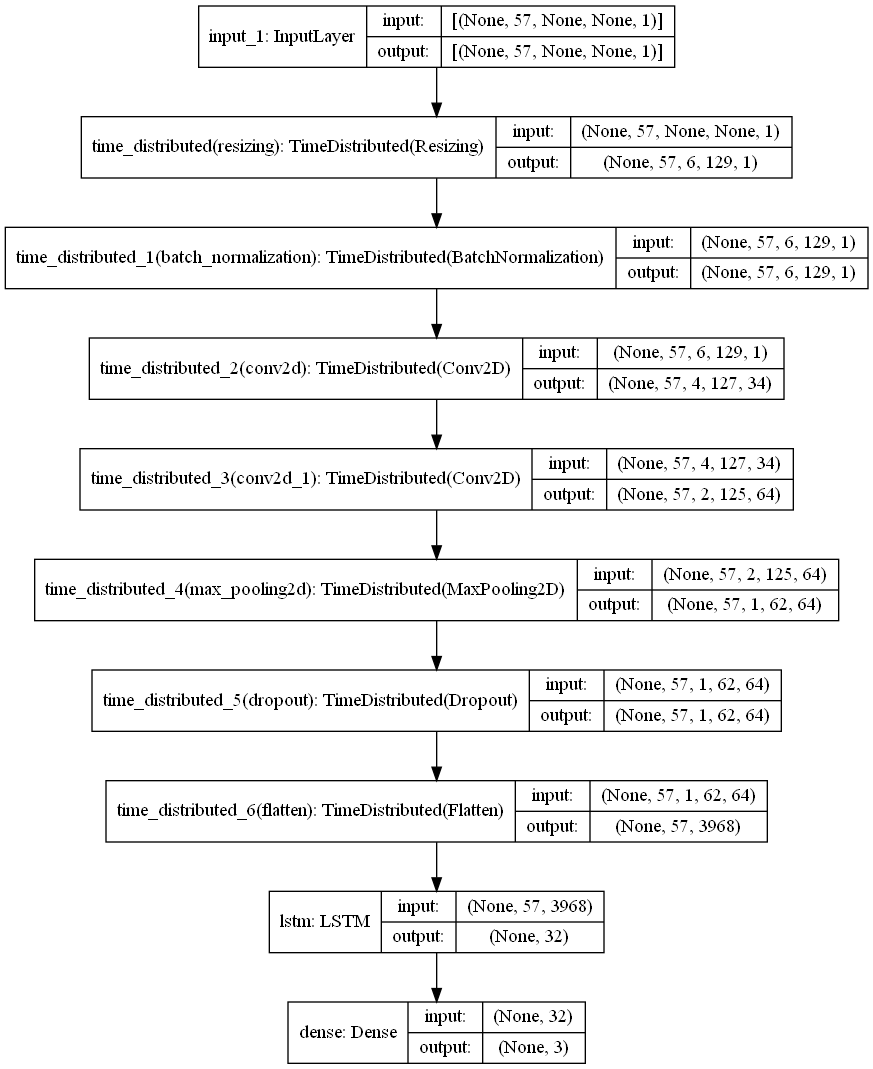 input_1: InputLayer
input: [(None, 57, None, None, 1)]
output: [(None, 57, None, None, 1)]
time_distributed(resizing): TimeDistributed(Resizing)
input: (None, 57, None, None, 1)
output: (None, 57, 6, 129, 1)
time_distributed_1(batch_normalization): TimeDistributed(BatchNormalization)
input: (None, 57, 6, 129, 1)
output: (None, 57, 6, 129, 1)
time_distributed_2(conv2d): TimeDistributed(Conv2D)
input: (None, 57, 6, 129, 1)
output: (None, 57, 4, 127, 34)
time_distributed_3(conv2d_1): TimeDistributed(Conv2D)
input: (None, 57, 4, 127, 34)
output: (None, 57, 2, 125, 64)
time_distributed_4(max_pooling2d): TimeDistributed(MaxPooling2D)
input: (None, 57, 2, 125, 64)
output: (None, 57, 1, 62, 64)
time_distributed_5(dropout): TimeDistributed(Dropout)
input: (None, 57, 1, 62, 64)
output: (None, 57, 1, 62, 64)
time_distributed_6(flatten): TimeDistributed(Flatten)
input: (None, 57, 1, 62, 64)
output: (None, 57, 3968)
lstm: LSTM
input: (None, 57, 3968)
output: (None, 32)
dense: Dense
input: (None, 32)
output: (None, 3)